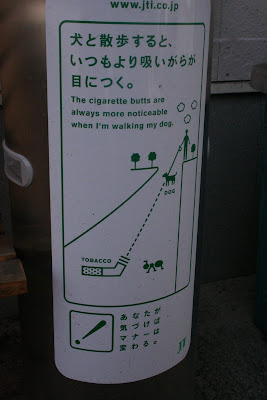 www.jti.co.jp
犬と散歩すると、
いつもより吸いがらが
目につく。
The cigarette butts are
always more noticeable
when I'm walking my dog.
DOG
TOBACCO
あなたが
気づけば
マナーは
変わる。
JT